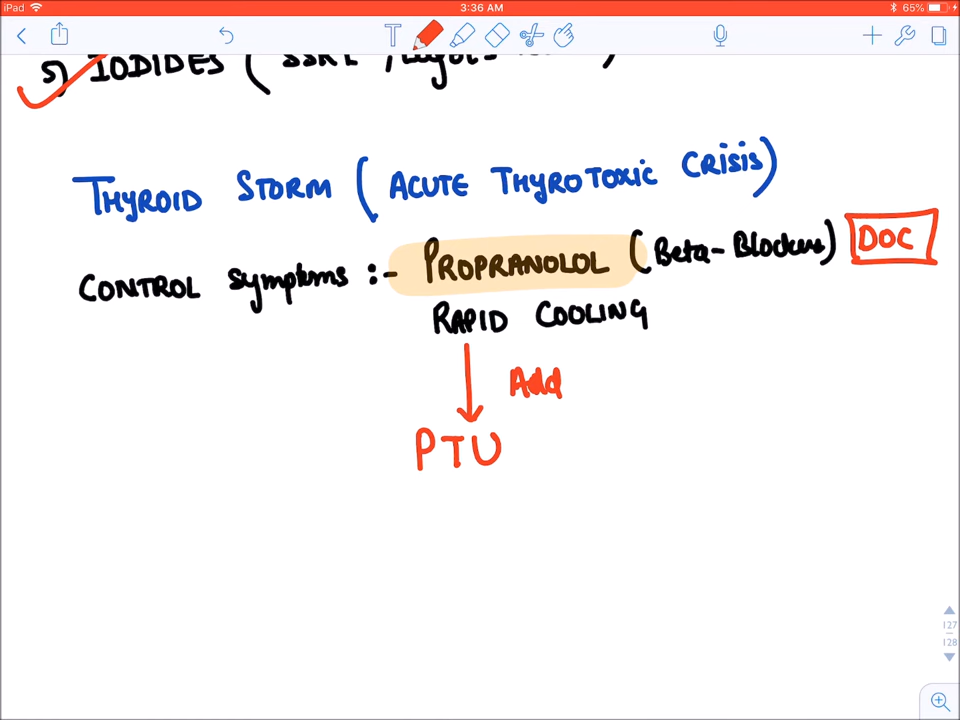 iPad 3:36 AM 65%
T
5) IODIDES (
THYROID STORM ( ACUTE THYROTOXIC CRISIS)
CONTROL Symptoms :- PROPRANOLOL (Beta-Blockers) DOC
RAPID COOLING
Add
PTU
127
128